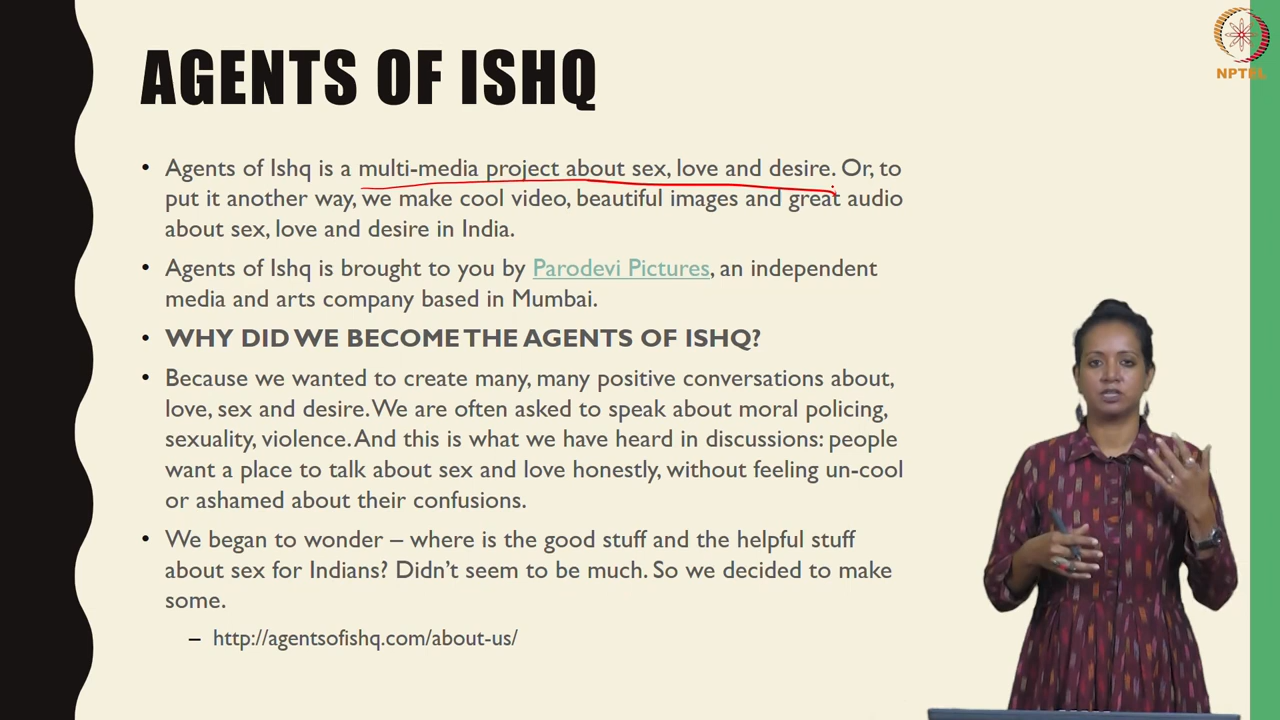 AGENTS OF ISHQ
NPTEL
• Agents of Ishq is a multi-media project about sex, love and desire. Or, to
put it another way, we make cool video, beautiful images and great audio
about sex, love and desire in India.
• Agents of Ishq is brought to you by Parodevi Pictures, an independent
media and arts company based in Mumbai.
• WHY DID WE BECOME THE AGENTS OF ISHQ?
• Because we wanted to create many, many positive conversations about,
love, sex and desire. We are often asked to speak about moral policing,
sexuality, violence. And this is what we have heard in discussions: people
want a place to talk about sex and love honestly, without feeling un-cool
or ashamed about their confusions.
• We began to wonder – where is the good stuff and the helpful stuff
about sex for Indians? Didn't seem to be much. So we decided to make
some.
– http://agentsofishq.com/about-us/